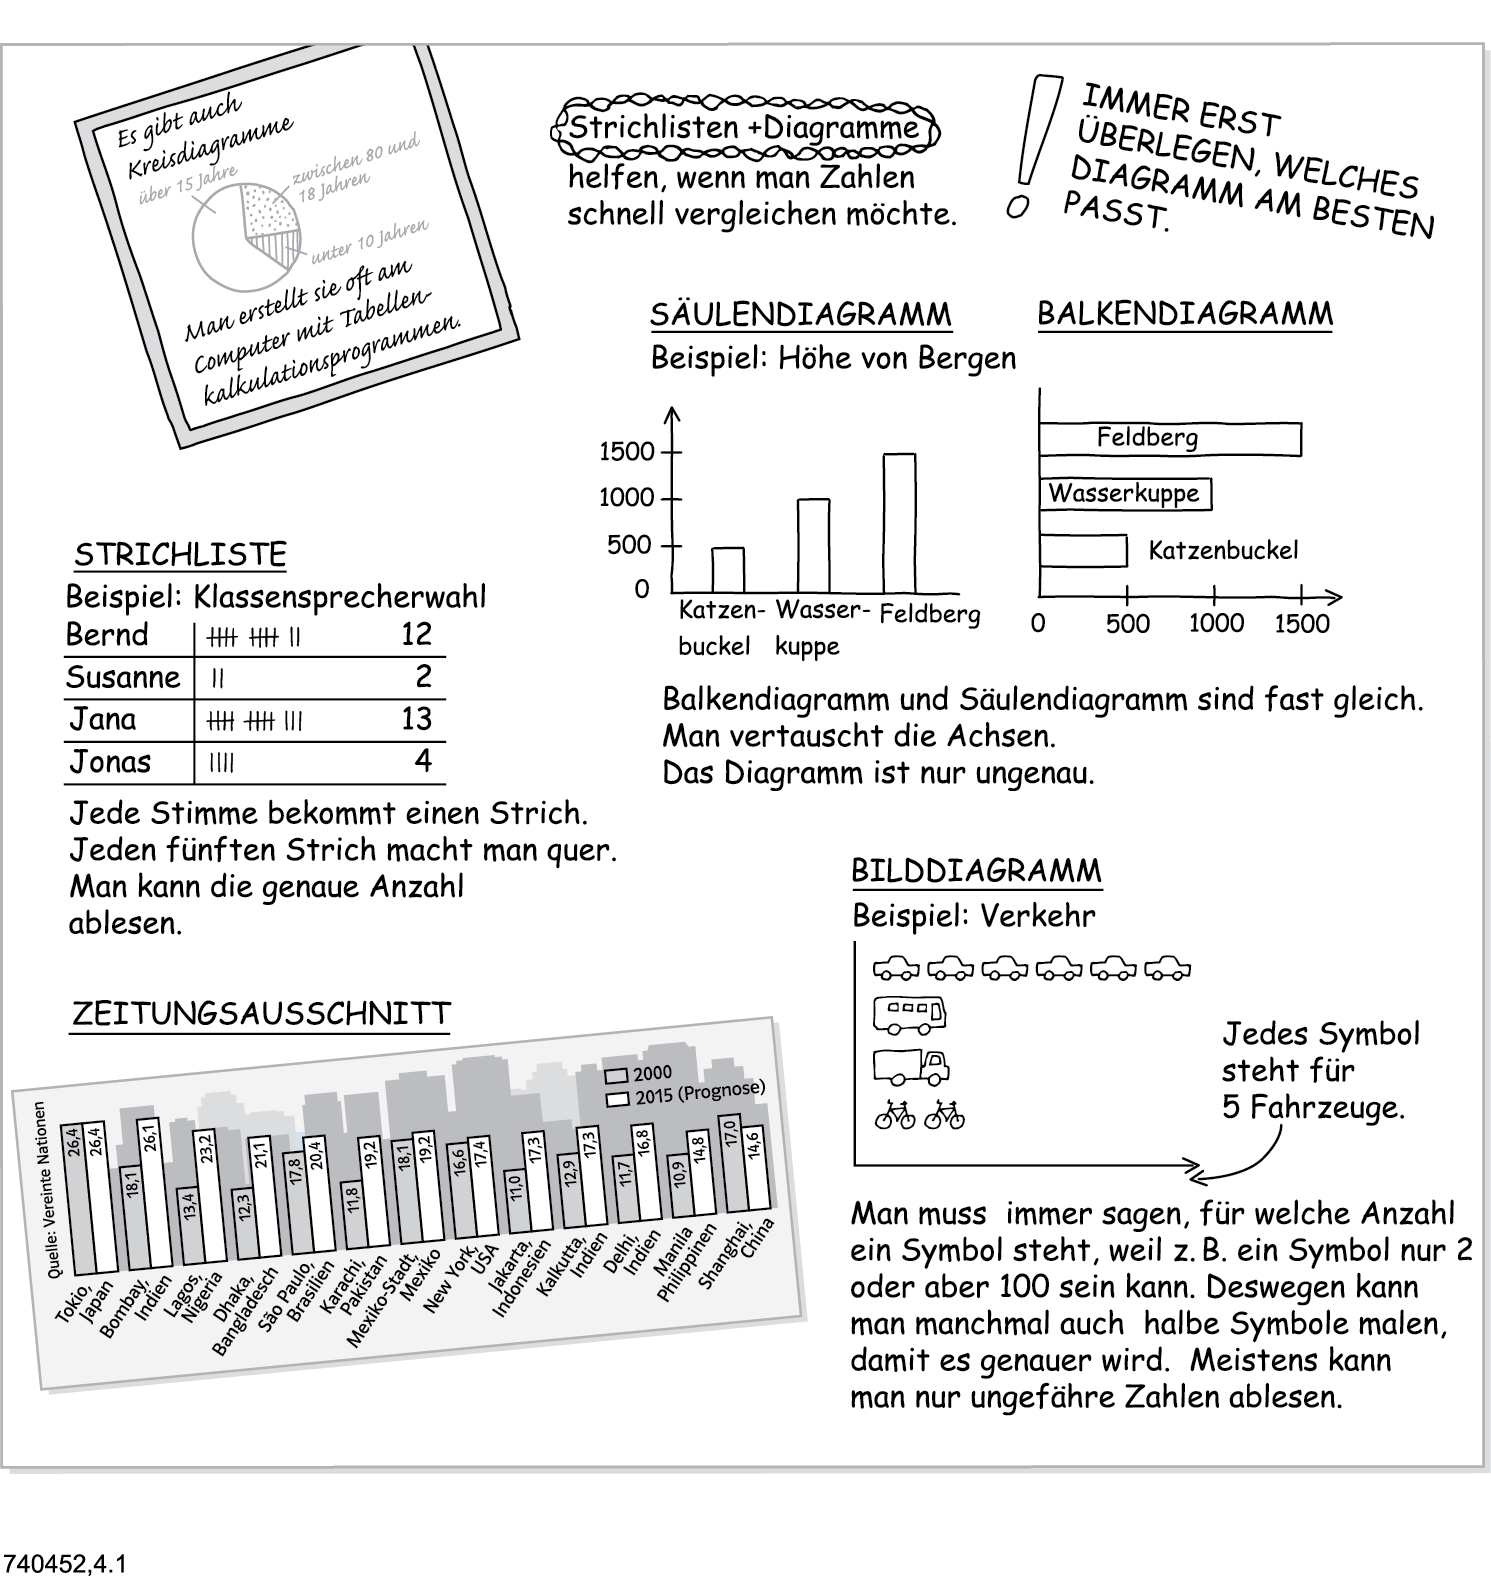 Es gibt auch
Kreisdiagramme
über 15 Jahre
zwischen 80 und
18 Jahren
unter 10 Jahren
Man erstellt sie oft am
Computer mit Tabellen-
kalkulationsprogrammen.
Strichlisten +Diagramme
helfen, wenn man Zahlen
schnell vergleichen möchte.
IMMER ERST
ÜBERLEGEN, WELCHES
DIAGRAMM AM BESTEN
PASST.
SÄULENDIAGRAMM
Beispiel: Höhe von Bergen
1500
1000
500
0
Katzen- Wasser- Feldberg
buckel kuppe
BALKENDIAGRAMM
Feldberg
Wasserkuppe
Katzenbuckel
0 500 1000 1500
Balkendiagramm und Säulendiagramm sind fast gleich.
Man vertauscht die Achsen.
Das Diagramm ist nur ungenau.
STRICHLISTE
Beispiel: Klassensprecherwahl
Bernd 12
Susanne 2
Jana 13
Jonas 4
Jede Stimme bekommt einen Strich.
Jeden fünften Strich macht man quer.
Man kann die genaue Anzahl
ablesen.
ZEITUNGSAUSSCHNITT
Quelle: Vereinte Nationen
2000
2015 (Prognose)
26,4 26,4 18,1 26,1 13,4 23,2 12,3 21,1 17,8 20,4 11,8 19,2 18,1 19,2 16,6 17,4 11,0 17,3 12,9 17,3 11,7 16,8 10,9 14,8 17,0 14,6
Tokio,
Japan
Bombay,
Indien
Lagos,
Nigeria
Dhaka,
Bangladesch
São Paulo,
Brasilien
Karachi,
Pakistan
Mexiko-Stadt,
Mexiko
New York,
USA
Jakarta,
Indonesien
Kalkutta,
Indien
Delhi,
Indien
Manila
Philippinen
Shanghai,
China
BILDDIAGRAMM
Beispiel: Verkehr
Jedes Symbol
steht für
5 Fahrzeuge.
Man muss immer sagen, für welche Anzahl
ein Symbol steht, weil z. B. ein Symbol nur 2
oder aber 100 sein kann. Deswegen kann
man manchmal auch halbe Symbole malen,
damit es genauer wird. Meistens kann
man nur ungefähre Zahlen ablesen.
740452,4.1